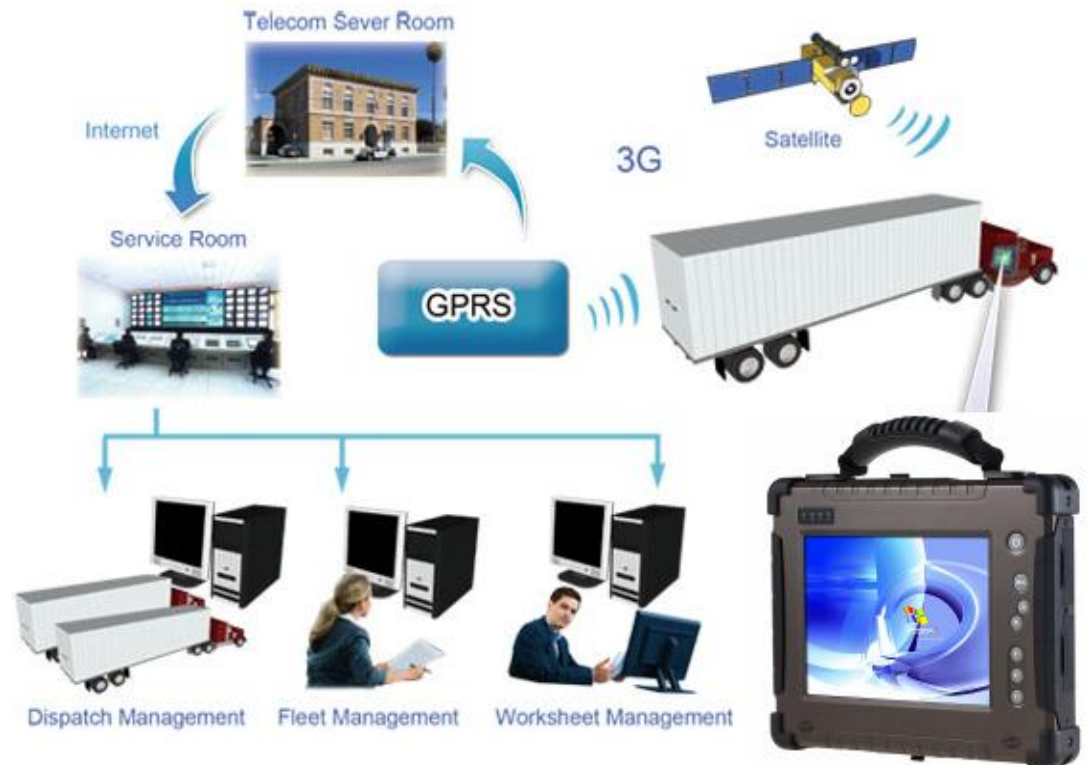 Telecom Sever Room
Internet
3G
Satellite
Service Room
GPRS
Dispatch Management
Fleet Management
Worksheet Management